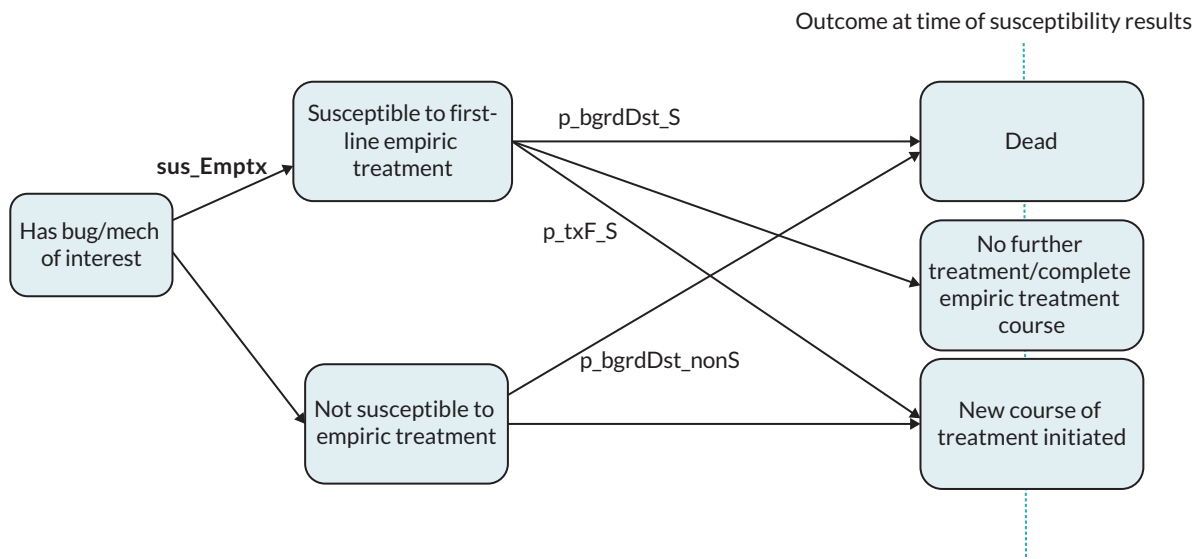 Outcome at time of susceptibility results
Has bug/mech
of interest
sus_Emptx
Susceptible to first-
line empiric
treatment
Not susceptible to
empiric treatment
p_bgrdDst_S
p_txF_S
p_bgrdDst_nonS
Dead
No further
treatment/complete
empiric treatment
course
New course of
treatment initiated